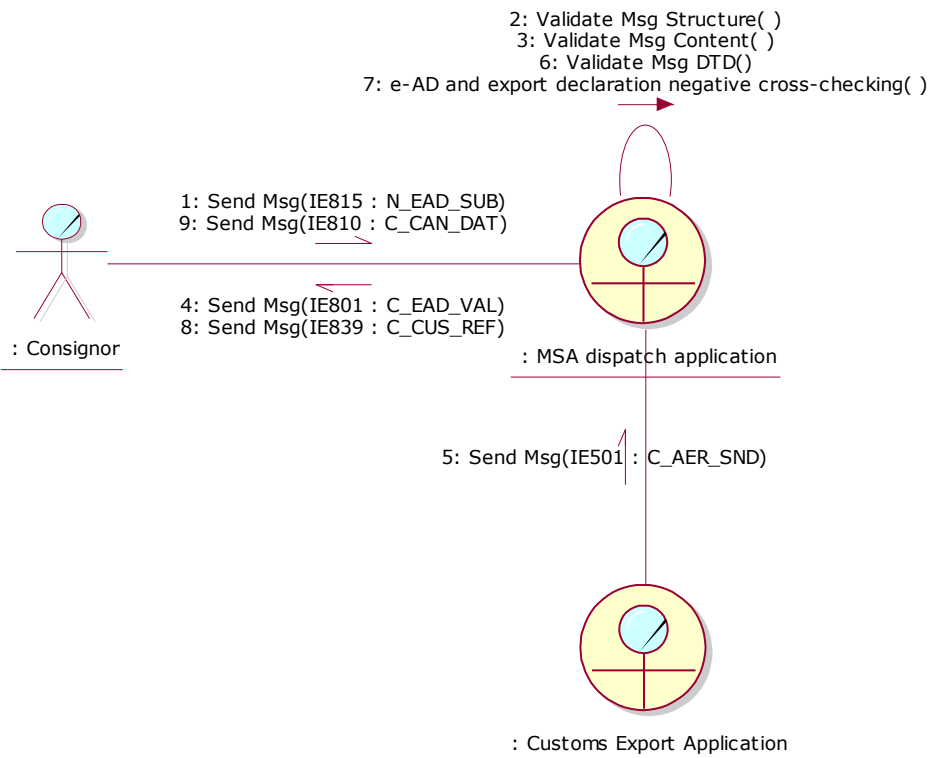 2: Validate Msg Structure( )
3: Validate Msg Content( )
6: Validate Msg DTD()
7: e-AD and export declaration negative cross-checking( )
1: Send Msg(IE815 : N_EAD_SUB)
9: Send Msg(IE810 : C_CAN_DAT)
4: Send Msg(IE801 : C_EAD_VAL)
8: Send Msg(IE839 : C_CUS_REF)
: Consignor
: MSA dispatch application
5: Send Msg(IE501 : C_AER_SND)
: Customs Export Application